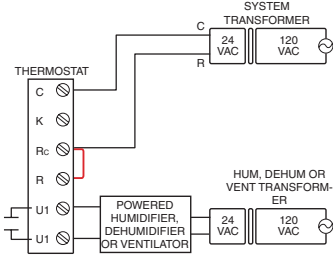 SYSTEM
TRANSFORMER
C
R
24
VAC
120
VAC
THERMOSTAT
C
K
RC
R
U1
U1
POWERED
HUMIDIFIER,
DEHUMIDIFIER
OR VENTILATOR
HUM, DEHUM OR
VENT TRANSFORM-
ER
24
VAC
120
VAC